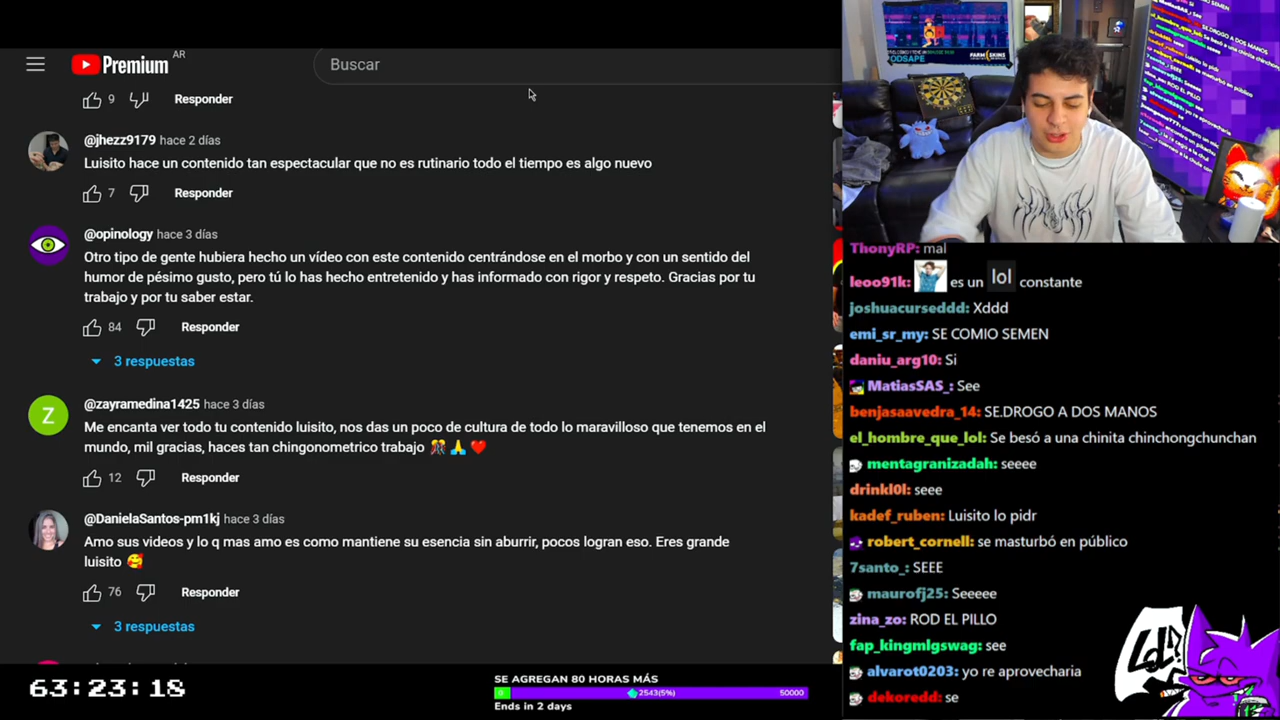 Premium AR
Buscar
9 Responder
@jhezz9179 hace 2 días
Luisito hace un contenido tan espectacular que no es rutinario todo el tiempo es algo nuevo
7 Responder
@opinology hace 3 días
Otro tipo de gente hubiera hecho un vídeo con este contenido centrándose en el morbo y con un sentido del
humor de pésimo gusto, pero tú lo has hecho entretenido y has informado con rigor y respeto. Gracias por tu
trabajo y por tu saber estar.
84 Responder
3 respuestas
Z
@zayramedina1425 hace 3 días
Me encanta ver todo tu contenido luisito, nos das un poco de cultura de todo lo maravilloso que tenemos en el
mundo, mil gracias, haces tan chingonometrico trabajo 🎊🙏❤️
12 Responder
@DanielaSantos-pm1kj hace 3 días
Amo sus videos y lo q mas amo es como mantiene su esencia sin aburrir, pocos logran eso. Eres grande
luisito 🥰
76 Responder
3 respuestas
63:23:18
SE AGREGAN 80 HORAS MÁS
0 2543(5%) 50000
Ends in 2 days
ThonyRP: mal
leoo91k: es un lol constante
joshuacurseddd: Xddd
emi_sr_my: SE COMIO SEMEN
daniu_arg10: Si
MatiasSAS_: See
benjasaavedra_14: SE.DROGO A DOS MANOS
el_hombre_que_lol: Se besó a una chinita chinchongchunchan
mentagranizadah: seeee
drinkl0l: seee
kadef_ruben: Luisito lo pidr
robert_cornell: se masturbó en público
7santo_: SEEE
maurofj25: Seeeee
zina_zo: ROD EL PILLO
fap_kingmlgswag: see
alvarot0203: yo re aprovecharia
dekoredd: se